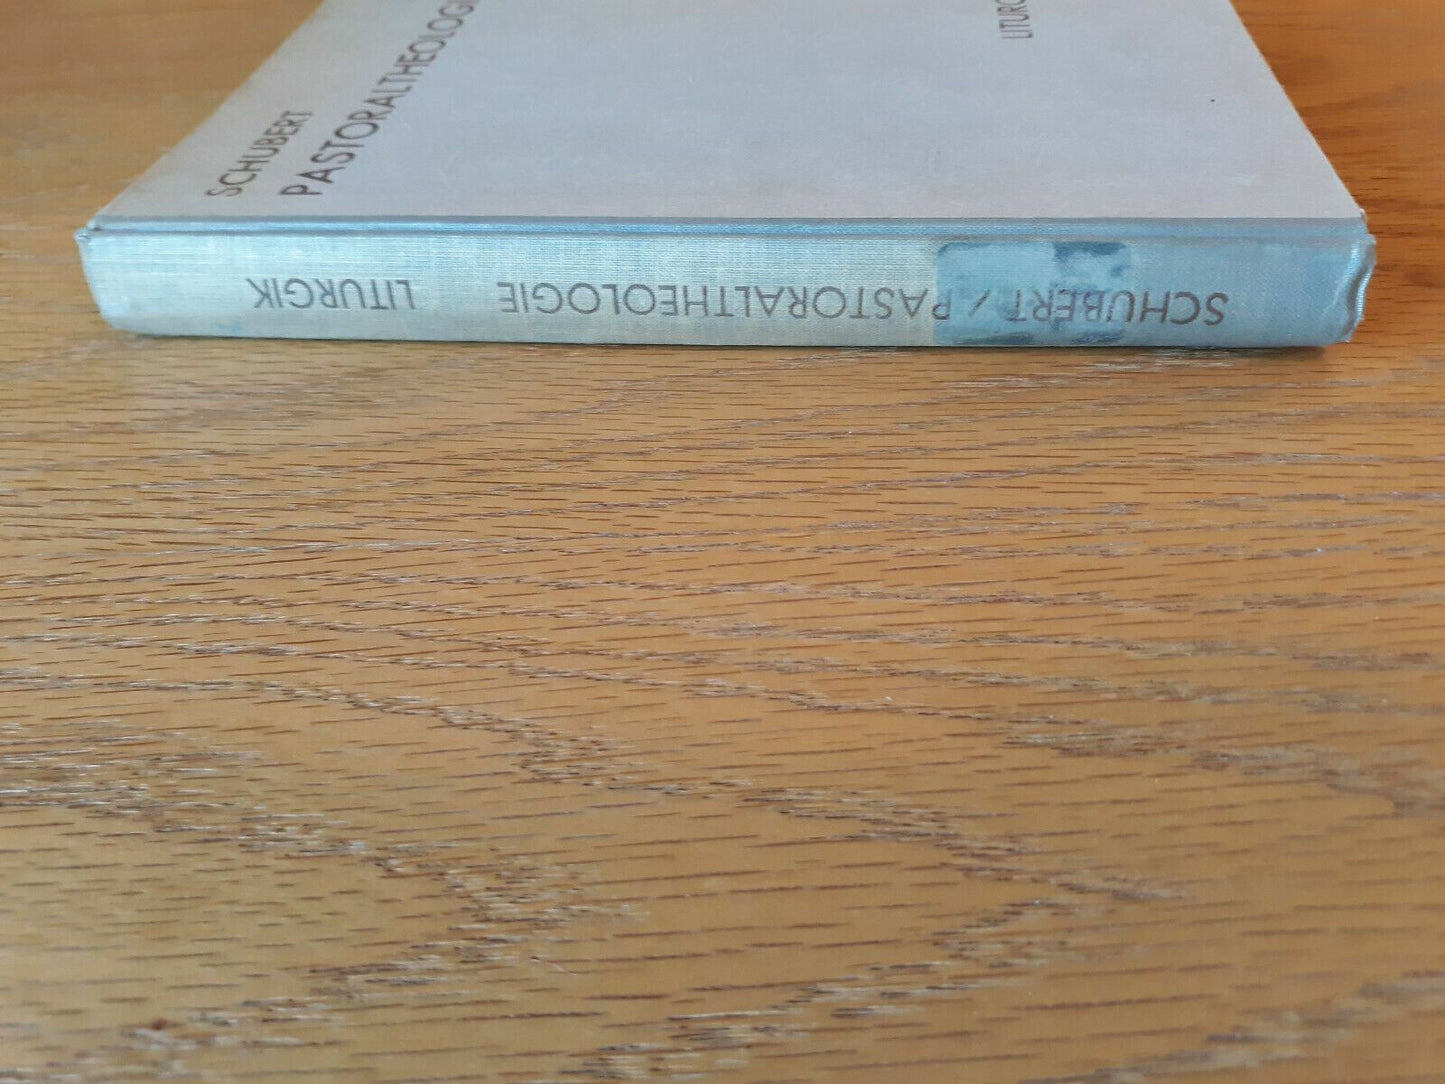 SCHUBERT
PASTORALTHEOLOGI
LITURG
SCHUBERT / PASTORALTHEOLOGIE LITURGIK